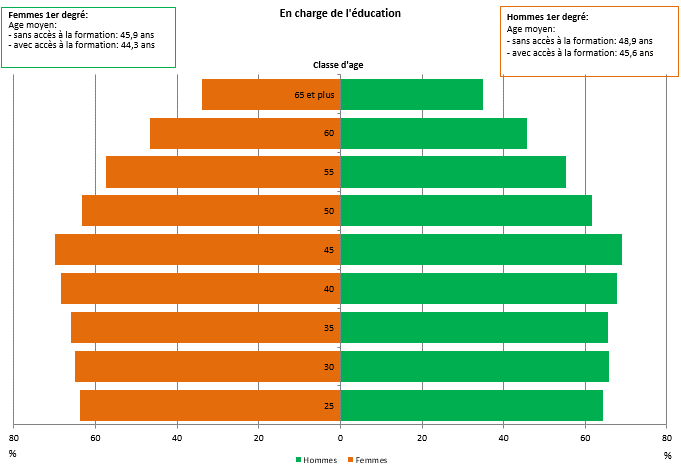 Femmes 1er degré:
Age moyen:
- sans accès à la formation: 45,9 ans
- avec accès à la formation: 44,3 ans
En charge de l'éducation
Hommes 1er degré:
Age moyen:
- sans accès à la formation: 48,9 ans
- avec accès à la formation: 45,6 ans
Classe d'age
65 et plus
60
55
50
45
40
35
30
25
80 60 40 20 0 20 40 60 80
% %
Hommes Femmes